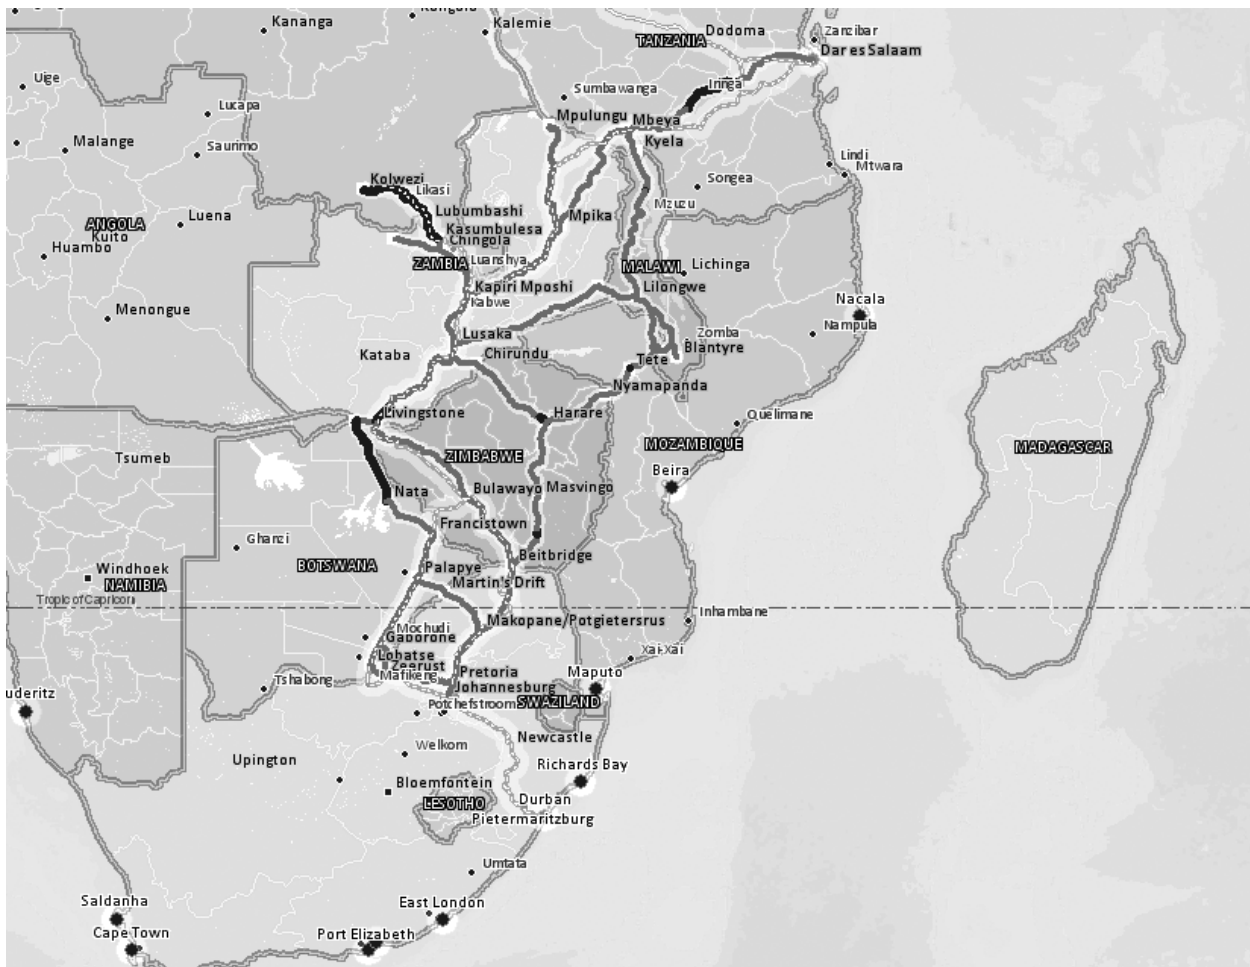 Kananga
Kongolo
Kalemie
TANZANIA
Dodoma
Zanzibar
Dar es Salaam
Uige
Lucapa
Sumbawanga
Iringa
Malange
Saurimo
Mpulungu
Mbeya
Kyela
Lindi
Mtwara
Kolwezi
Likasi
Songea
Luena
ANGOLA
Kuito
Huambo
Lubumbashi
Kasumbulesa
Chingola
Mpika
Mzuzu
ZAMBIA
Luanshya
MALAWI
Lichinga
Kapiri Mposhi
Lilongwe
Kabwe
Menongue
Nacala
Nampula
Lusaka
Zomba
Kataba
Chirundu
Blantyre
Tete
Nyamapanda
Livingstone
Harare
Quelimane
Tsumeb
ZIMBABWE
MOZAMBIQUE
MADAGASCAR
Beira
Nata
Bulawayo
Masvingo
Francistown
Ghanzi
Beitbridge
Windhoek
NAMIBIA
BOTSWANA
Palapye
Martin's Drift
Tropic of Capricorn
Inhambane
Makopane/Potgietersrus
Mochudi
Gaborone
Lobatse
Zeerust
Mafikeng
Xai-Xai
Tshabong
Pretoria
Maputo
uderitz
Johannesburg
Potchefstroom
SWAZILAND
Newcastle
Welkom
Upington
Richards Bay
Bloemfontein
LESOTHO
Durban
Pietermaritzburg
Umtata
Saldanha
East London
Cape Town
Port Elizabeth